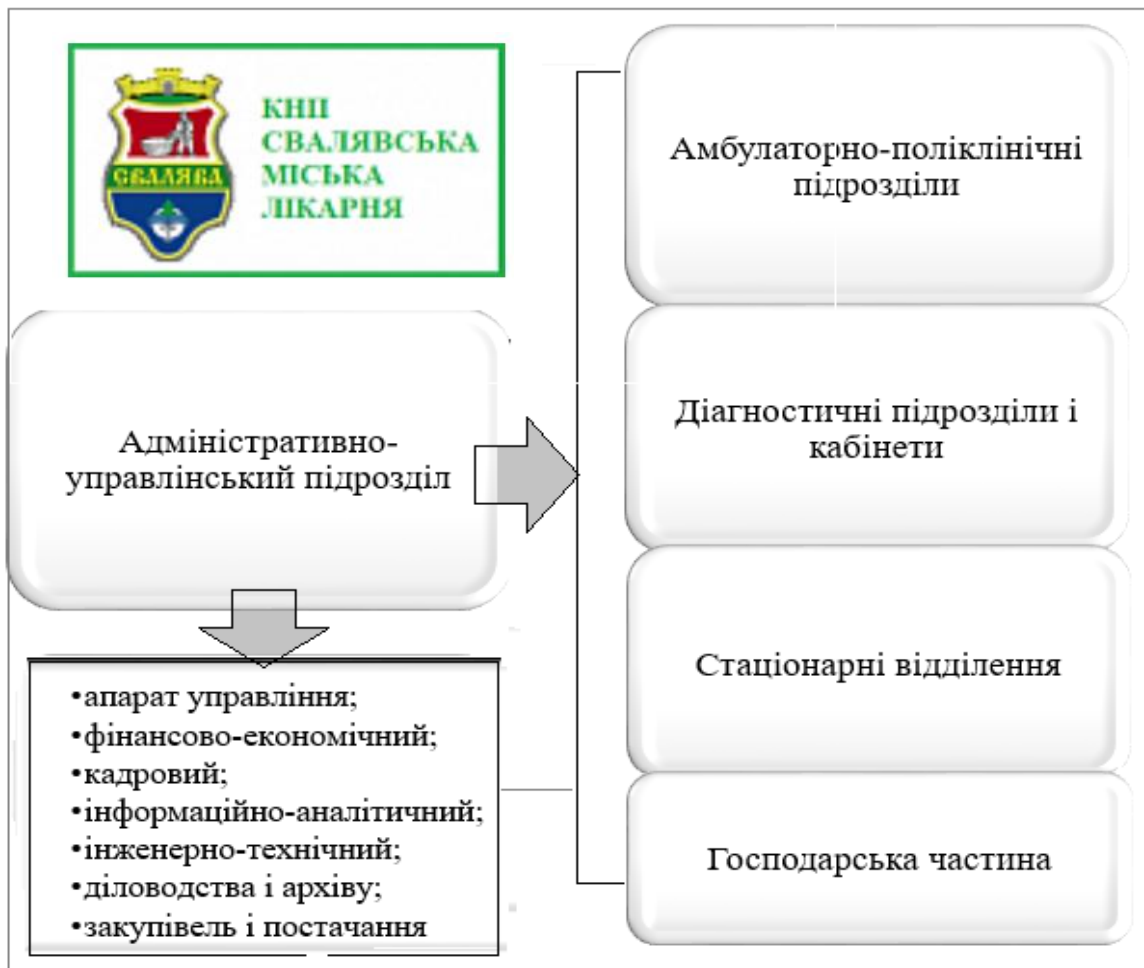 КНП
СВАЛЯВСЬКА
МІСЬКА
ЛІКАРНЯ
СВАЛЯВА
Адміністративно-
управлінський підрозділ
•апарат управління;
•фінансово-економічний;
•кадровий;
•інформаційно-аналітичний;
•інженерно-технічний;
•діловодства і архіву;
•закупівель і постачання
Амбулаторно-поліклінічні
підрозділи
Діагностичні підрозділи і
кабінети
Стаціонарні відділення
Господарська частина